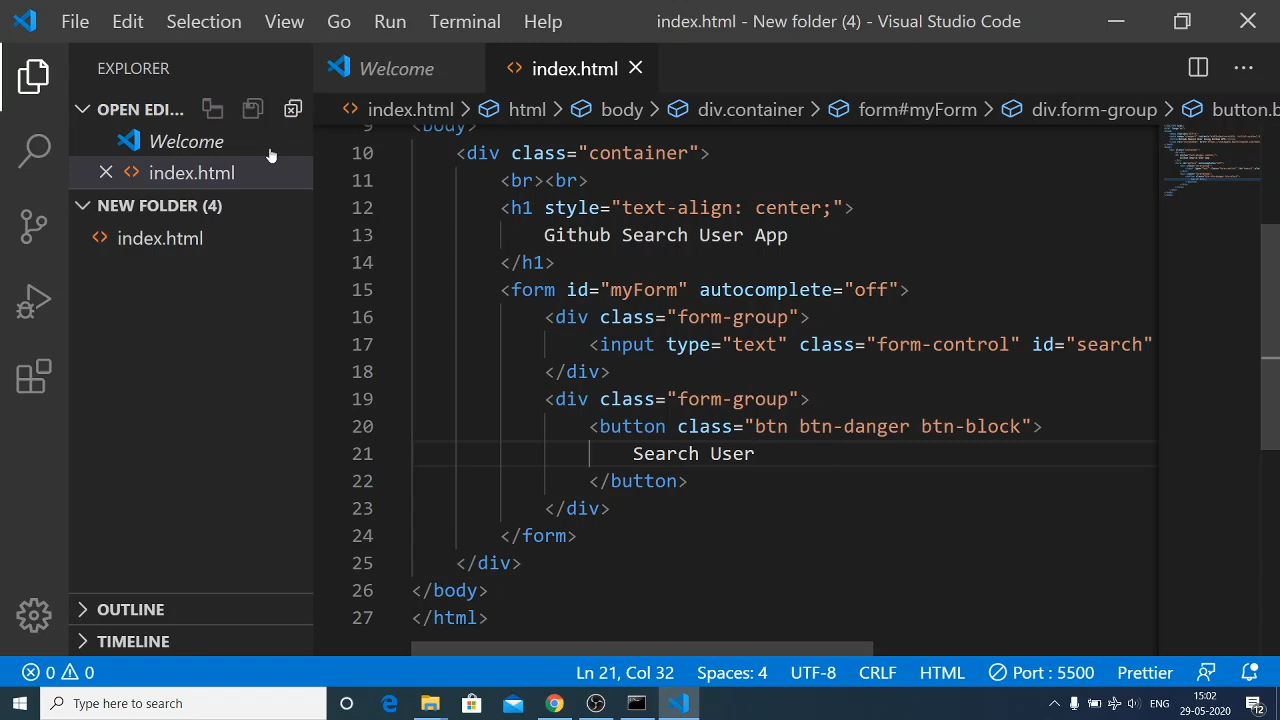 File Edit Selection View Go Run Terminal Help index.html - New folder (4) - Visual Studio Code
EXPLORER
Welcome index.html
OPEN EDI...
index.html html body div.container form#myForm div.form-group button.b
Welcome
index.html
NEW FOLDER (4)
index.html
9 <body>
10 <div class="container">
11 <br><br>
12 <h1 style="text-align: center;">
13 Github Search User App
14 </h1>
15 <form id="myForm" autocomplete="off">
16 <div class="form-group">
17 <input type="text" class="form-control" id="search"
18 </div>
19 <div class="form-group">
20 <button class="btn btn-danger btn-block">
21 Search User
22 </button>
23 </div>
24 </form>
25 </div>
26 </body>
27 </html>
OUTLINE
TIMELINE
0 0 Ln 21, Col 32 Spaces: 4 UTF-8 CRLF HTML Port : 5500 Prettier
Type here to search
ENG
15:02
29-05-2020
12